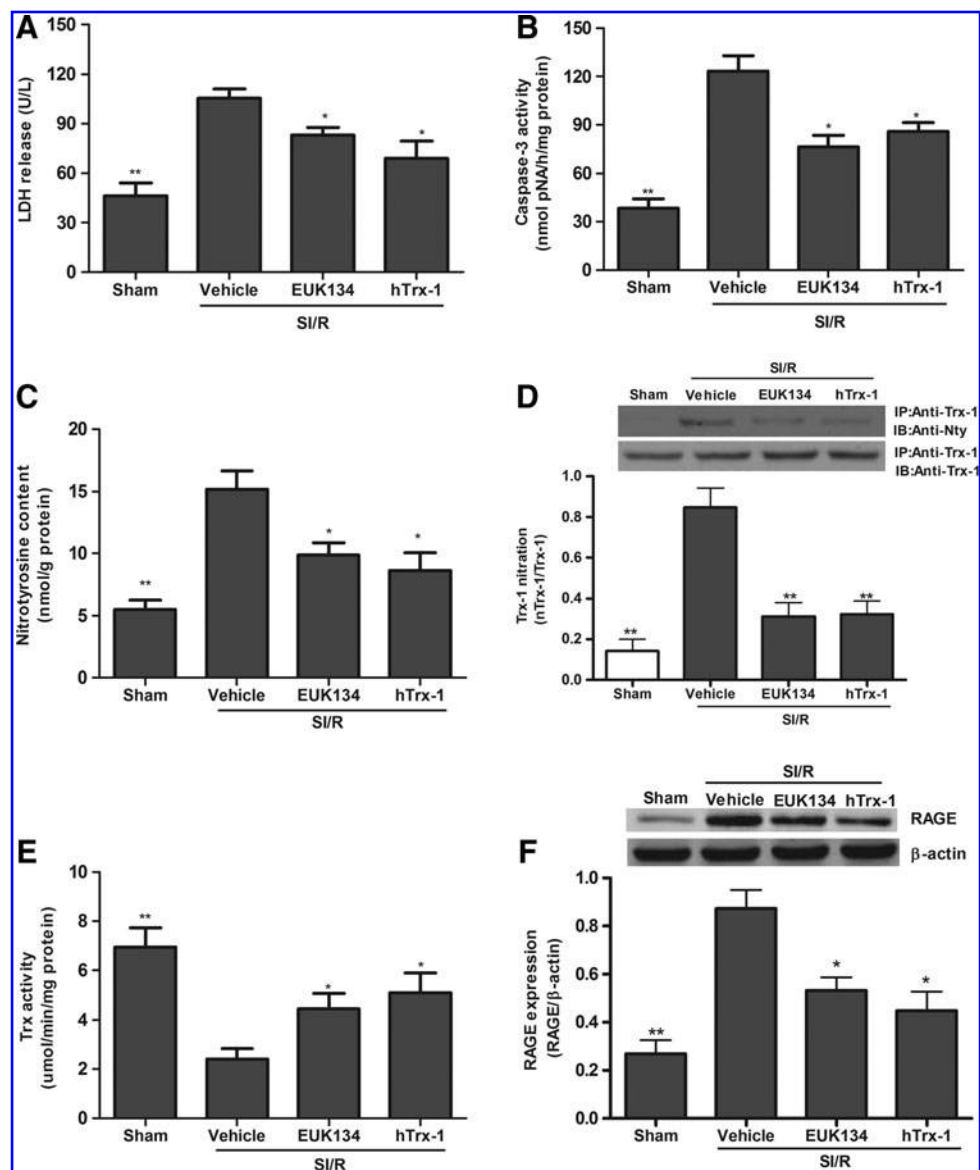 A
LDH release (U/L)
150
120
90
60
30
0
**
*
*
Sham Vehicle EUK134 hTrx-1
SI/R
B
Caspase-3 activity
(nmol pNA/h/mg protein)
150
120
90
60
30
0
**
*
*
Sham Vehicle EUK134 hTrx-1
SI/R
C
Nitrotyrosine content
(nmol/g protein)
20
15
10
5
0
**
*
*
Sham Vehicle EUK134 hTrx-1
SI/R
D
SI/R
Sham Vehicle EUK134 hTrx-1
IP:Anti-Trx-1
IB:Anti-Nty
IP:Anti-Trx-1
IB:Anti-Trx-1
Trx-1 nitration
(nTrx-1/Trx-1)
1.0
0.8
0.6
0.4
0.2
0.0
**
**
**
Sham Vehicle EUK134 hTrx-1
SI/R
E
Trx activity
(umol/min/mg protein)
10
8
6
4
2
0
**
*
*
Sham Vehicle EUK134 hTrx-1
SI/R
F
SI/R
Sham Vehicle EUK134 hTrx-1
RAGE
β-actin
RAGE expression
(RAGE/β-actin)
1.0
0.8
0.6
0.4
0.2
0.0
**
*
*
Sham Vehicle EUK134 hTrx-1
SI/R